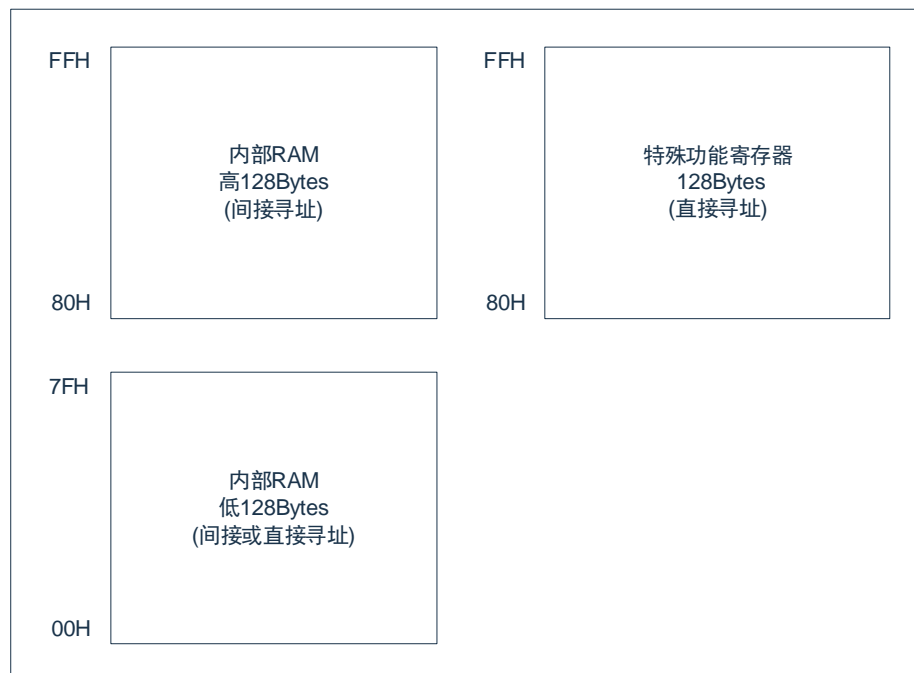 FFH
内部RAM
高128Bytes
(间接寻址)
80H
FFH
特殊功能寄存器
128Bytes
(直接寻址)
80H
7FH
内部RAM
低128Bytes
(间接或直接寻址)
00H